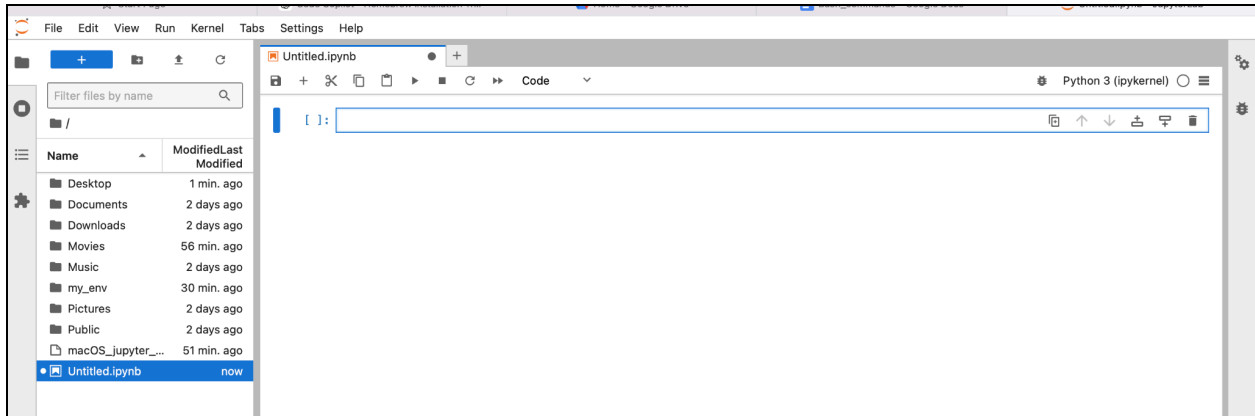 File Edit View Run Kernel Tabs Settings Help
Untitled.ipynb
Code
Python 3 (ipykernel)
Filter files by name
/
[ ]:
Name
ModifiedLast
Modified
Desktop 1 min. ago
Documents 2 days ago
Downloads 2 days ago
Movies 56 min. ago
Music 2 days ago
my_env 30 min. ago
Pictures 2 days ago
Public 2 days ago
macOS_jupyter_... 51 min. ago
Untitled.ipynb now